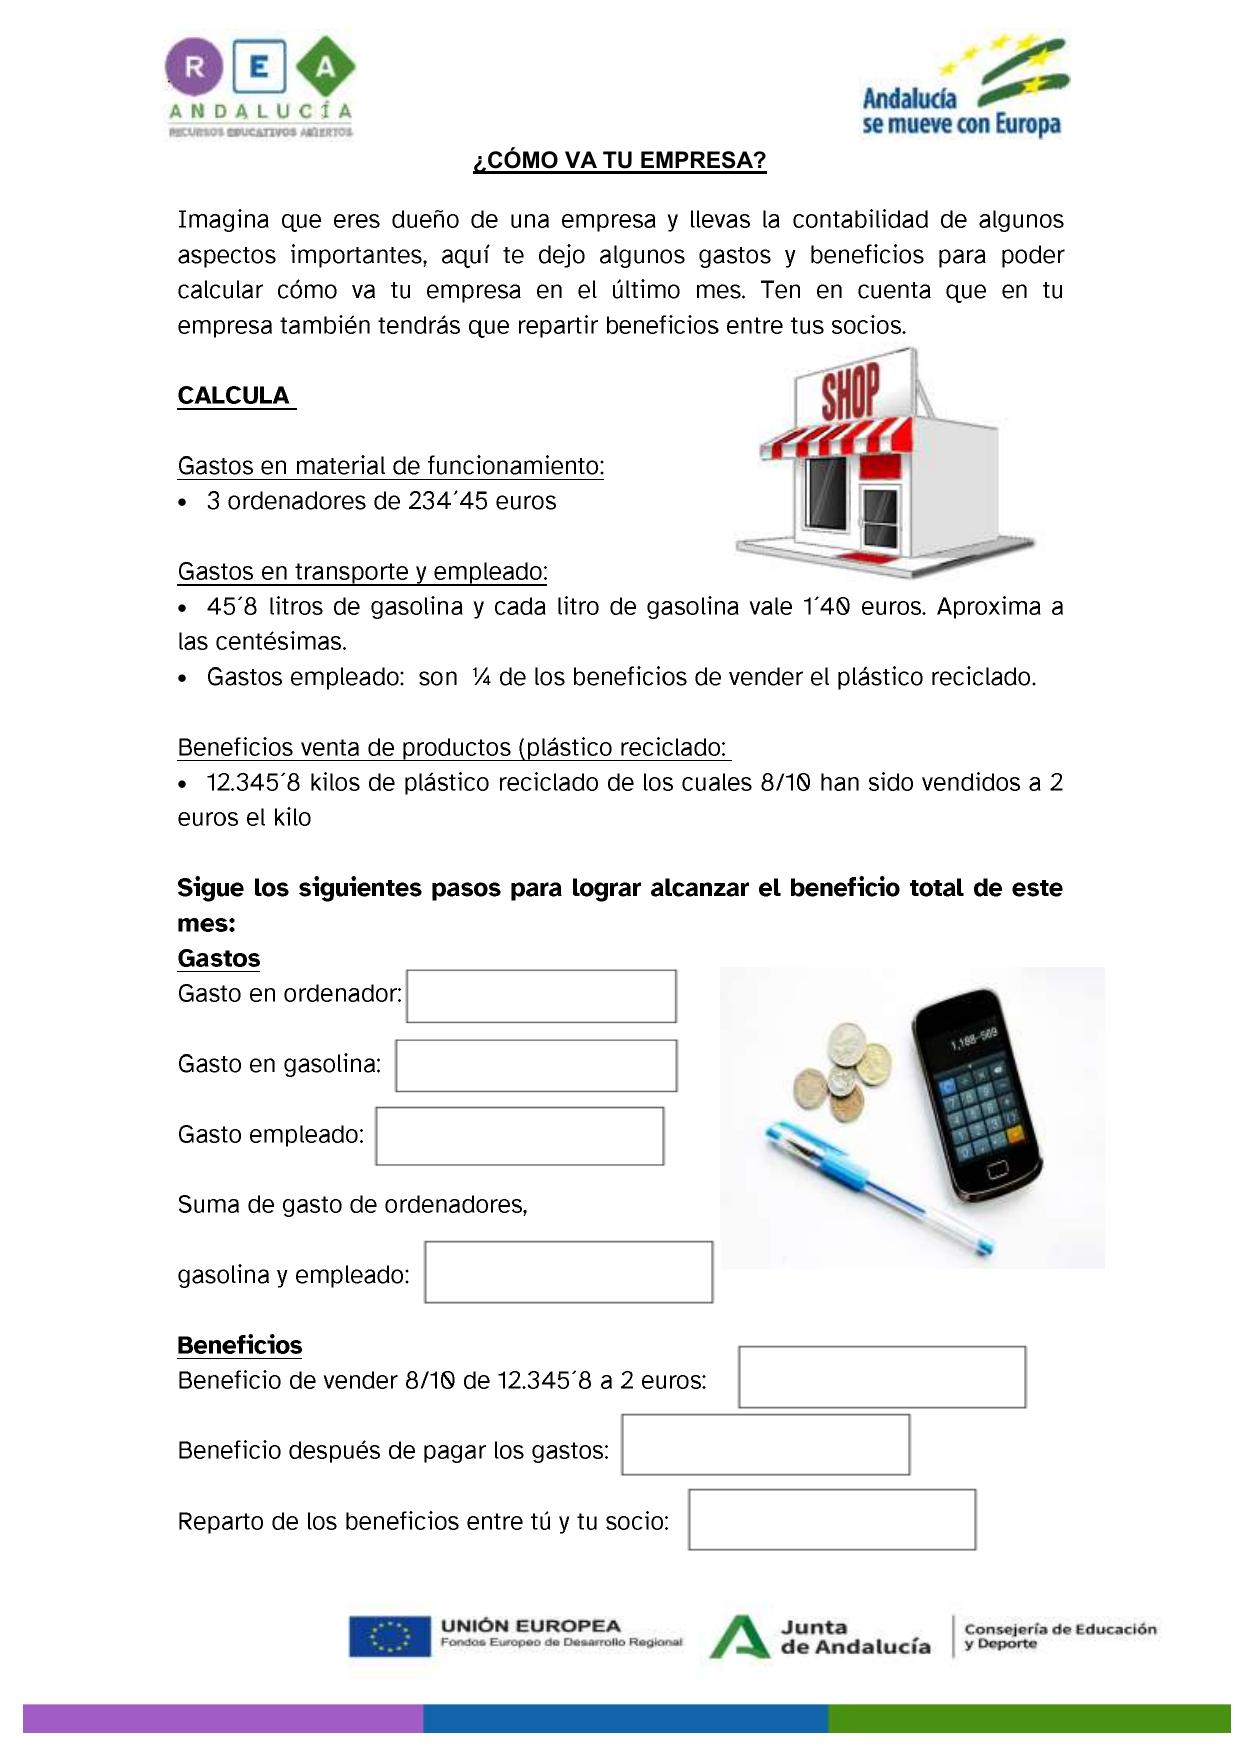 R E A
ANDALUCÍA
RECURSOS EDUCATIVOS ABIERTOS
Andalucía
se mueve con Europa
¿CÓMO VA TU EMPRESA?
Imagina que eres dueño de una empresa y llevas la contabilidad de algunos
aspectos importantes, aquí te dejo algunos gastos y beneficios para poder
calcular cómo va tu empresa en el último mes. Ten en cuenta que en tu
empresa también tendrás que repartir beneficios entre tus socios.
CALCULA
SHOP
Gastos en material de funcionamiento:
• 3 ordenadores de 234´45 euros
Gastos en transporte y empleado:
• 45´8 litros de gasolina y cada litro de gasolina vale 1´40 euros. Aproxima a
las centésimas.
• Gastos empleado: son ¼ de los beneficios de vender el plástico reciclado.
Beneficios venta de productos (plástico reciclado:
• 12.345´8 kilos de plástico reciclado de los cuales 8/10 han sido vendidos a 2
euros el kilo
Sigue los siguientes pasos para lograr alcanzar el beneficio total de este
mes:
Gastos
Gasto en ordenador:
Gasto en gasolina:
Gasto empleado:
Suma de gasto de ordenadores,
gasolina y empleado:
Beneficios
Beneficio de vender 8/10 de 12.345´8 a 2 euros:
Beneficio después de pagar los gastos:
Reparto de los beneficios entre tú y tu socio:
UNIÓN EUROPEA
Fondos Europeo de Desarrollo Regional
Junta
de Andalucía
Consejería de Educación
y Deporte